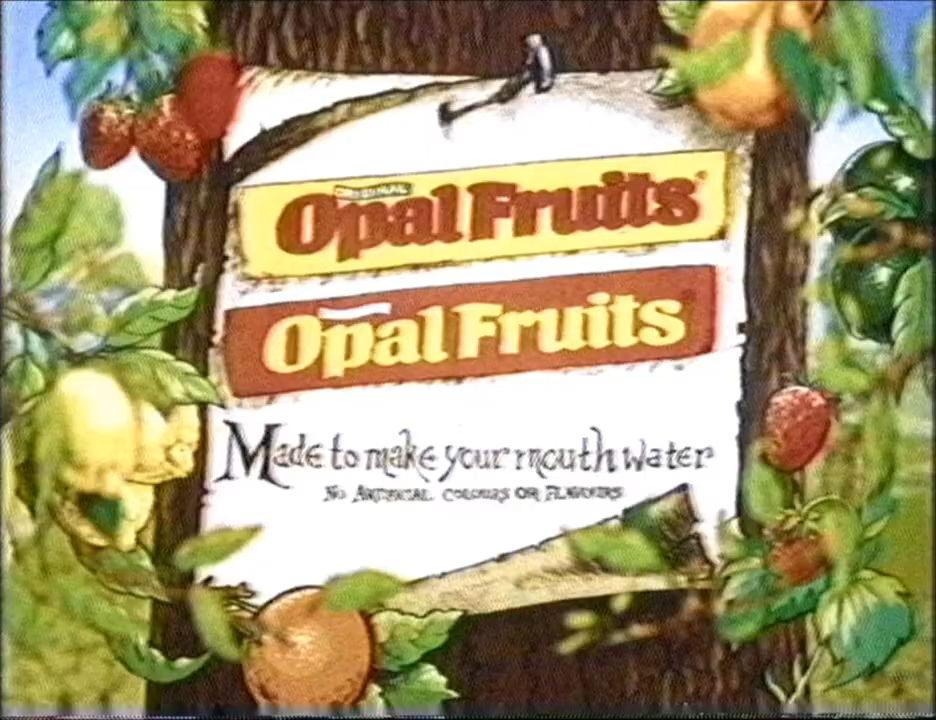 ORIGINAL
Opal Fruits
Opal Fruits
Made to make your mouth water
No Artificial Colours or Flavours